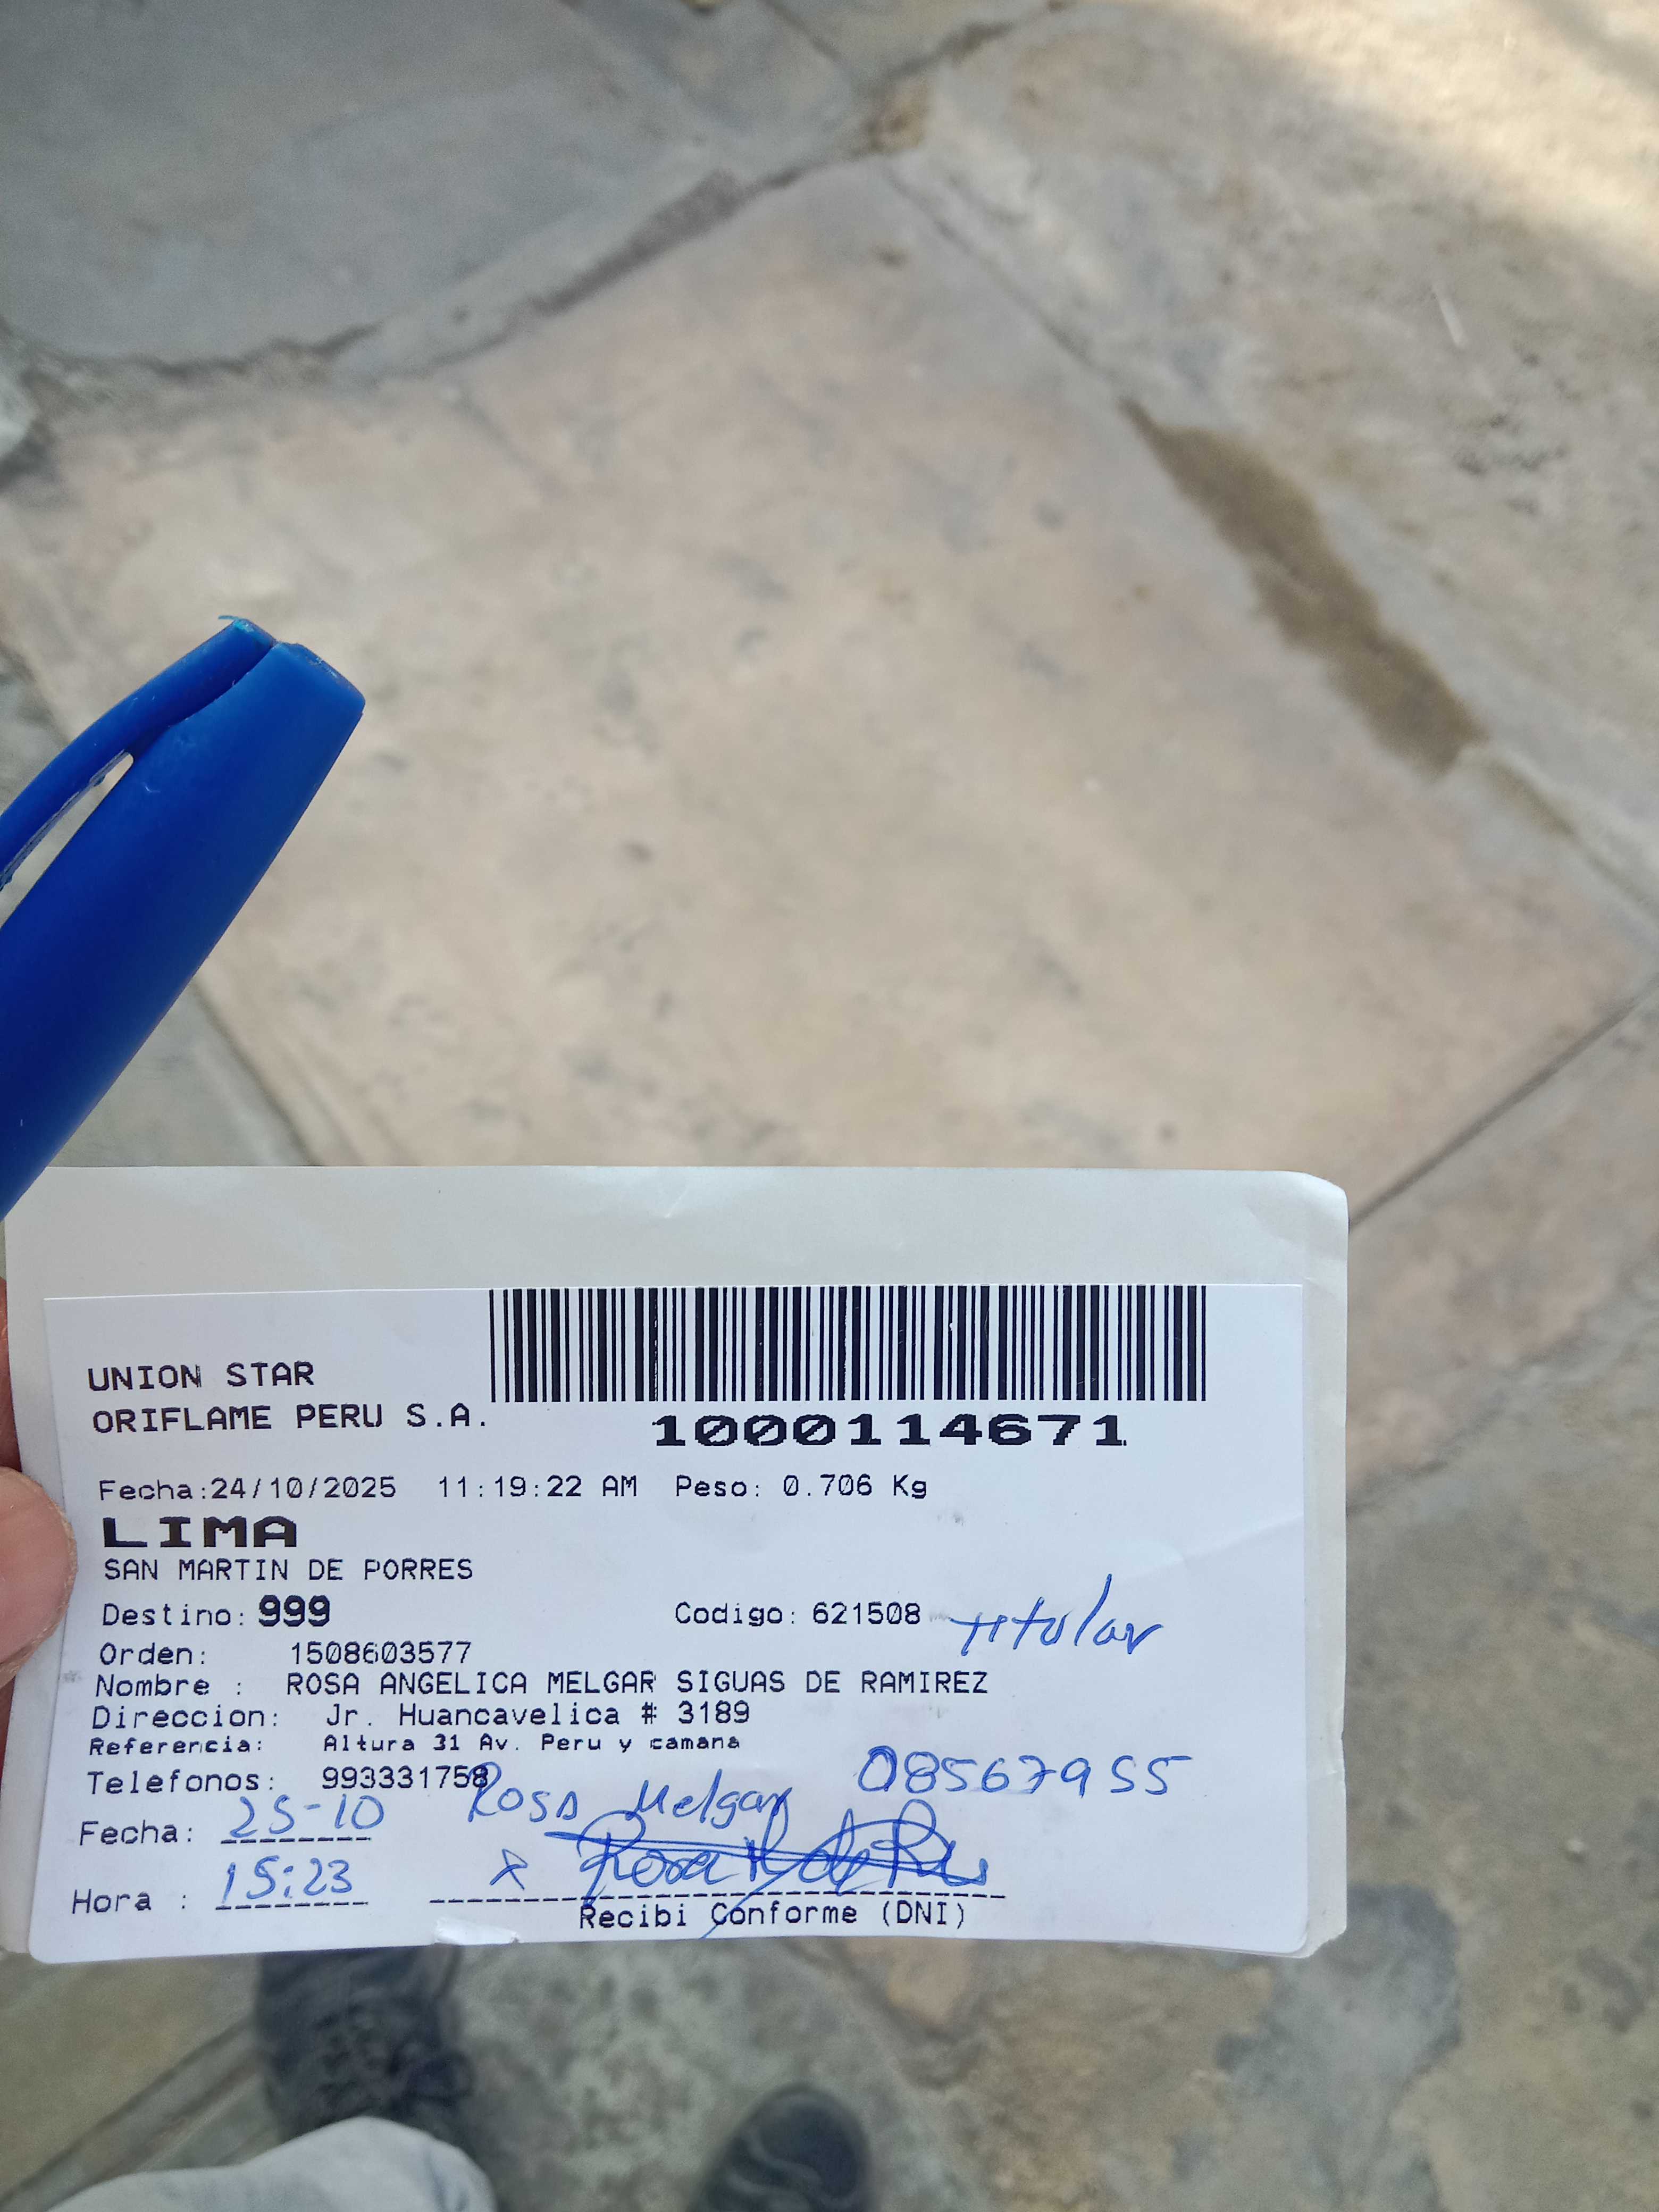 UNION STAR
ORIFLAME PERU S.A.
1000114671
Fecha:24/10/2025 11:19:22 AM Peso: 0.706 Kg
LIMA
SAN MARTIN DE PORRES
Destino: 999 Codigo: 621508 titular
Orden: 1508603577
Nombre : ROSA ANGELICA MELGAR SIGUAS DE RAMIREZ
Direccion: Jr. Huancavelica # 3189
Referencia: Altura 31 Av. Peru y camana
Telefonos: 993331758 08567955
Rosa Melgar
Fecha: 25-10
Hora : 15:23 x Rosa
Recibi Conforme (DNI)